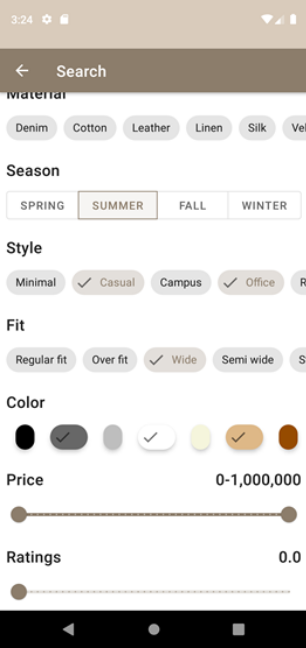 3:24
Search
Material
Denim Cotton Leather Linen Silk
Season
SPRING SUMMER FALL WINTER
Style
Minimal Casual Campus Office
Fit
Regular fit Over fit Wide Semi wide
Color
Price 0-1,000,000
Ratings 0.0